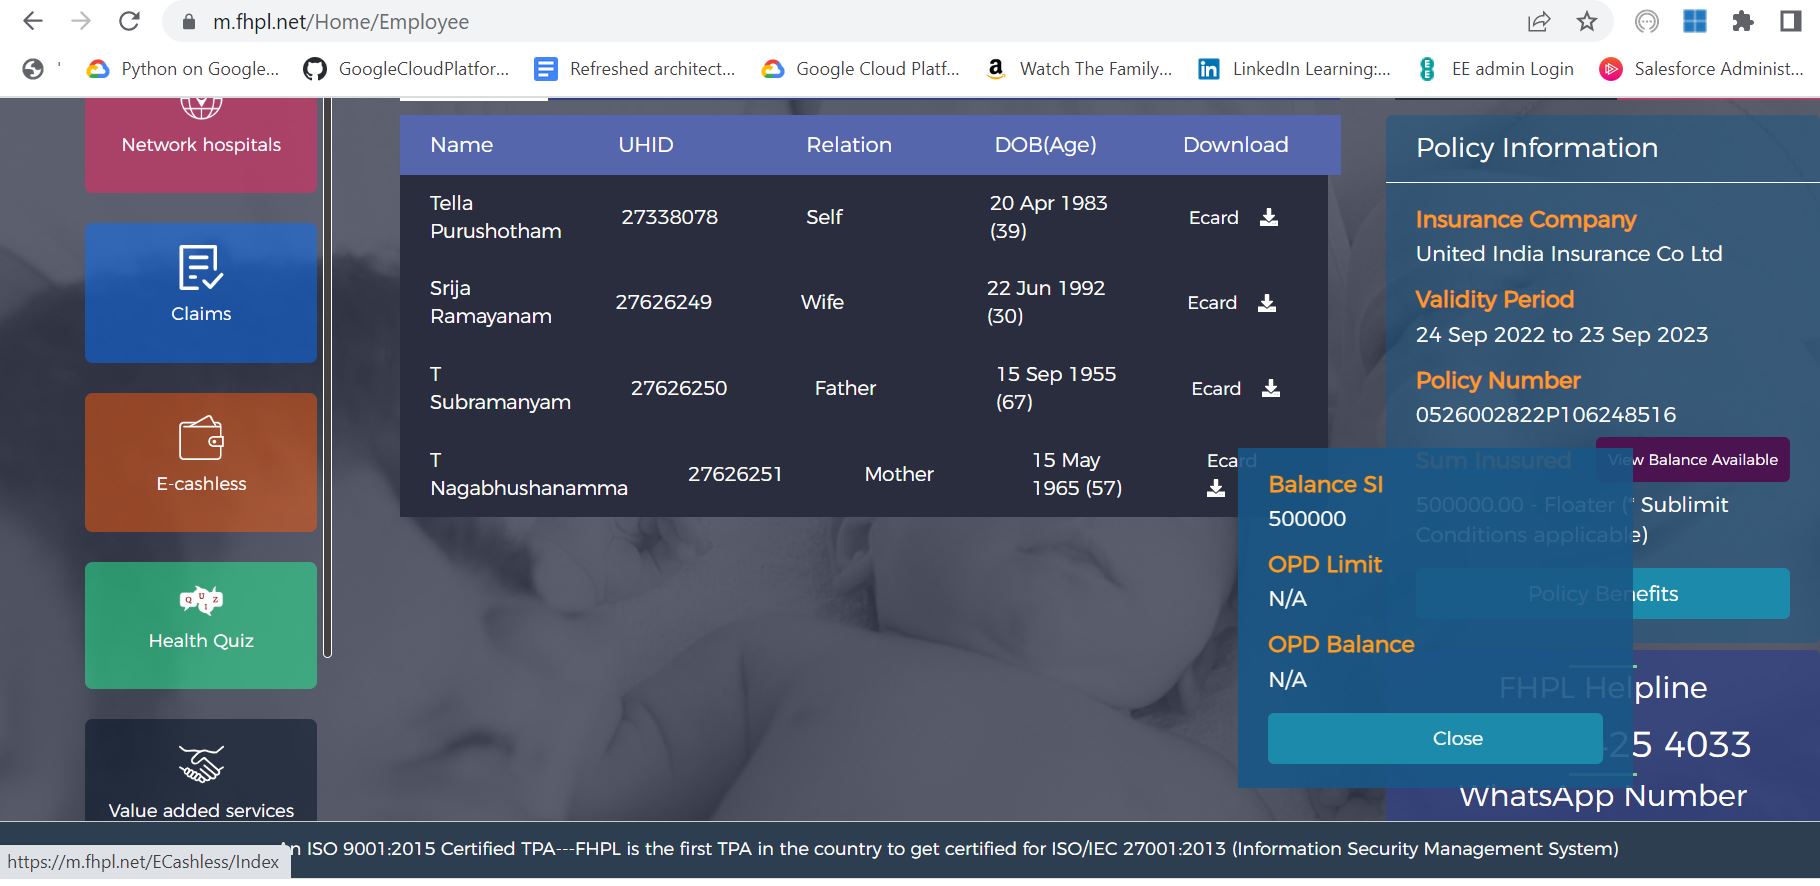 m.fhpl.net/Home/Employee
' Python on Google... GoogleCloudPlatfor... Refreshed architect... Google Cloud Platf... a Watch The Family... in LinkedIn Learning:... EE EE admin Login Salesforce Administ...
Network hospitals
Claims
E-cashless
QUIZ
Health Quiz
Value added services
Name UHID Relation DOB(Age) Download
Tella
Purushotham 27338078 Self 20 Apr 1983
(39) Ecard
Srija
Ramayanam 27626249 Wife 22 Jun 1992
(30) Ecard
T
Subramanyam 27626250 Father 15 Sep 1955
(67) Ecard
T
Nagabhushanamma 27626251 Mother 15 May
1965 (57) Ecard
Policy Information
Insurance Company
United India Insurance Co Ltd
Validity Period
24 Sep 2022 to 23 Sep 2023
Policy Number
0526002822P106248516
Sum Inusured View Balance Available
500000.00 - Floater (* Sublimit
Conditions applicable)
Policy Benefits
Balance SI
500000
OPD Limit
N/A
OPD Balance
N/A
Close
FHPL Helpline
25 4033
WhatsApp Number
An ISO 9001:2015 Certified TPA---FHPL is the first TPA in the country to get certified for ISO/IEC 27001:2013 (Information Security Management System)
https://m.fhpl.net/ECashless/Index